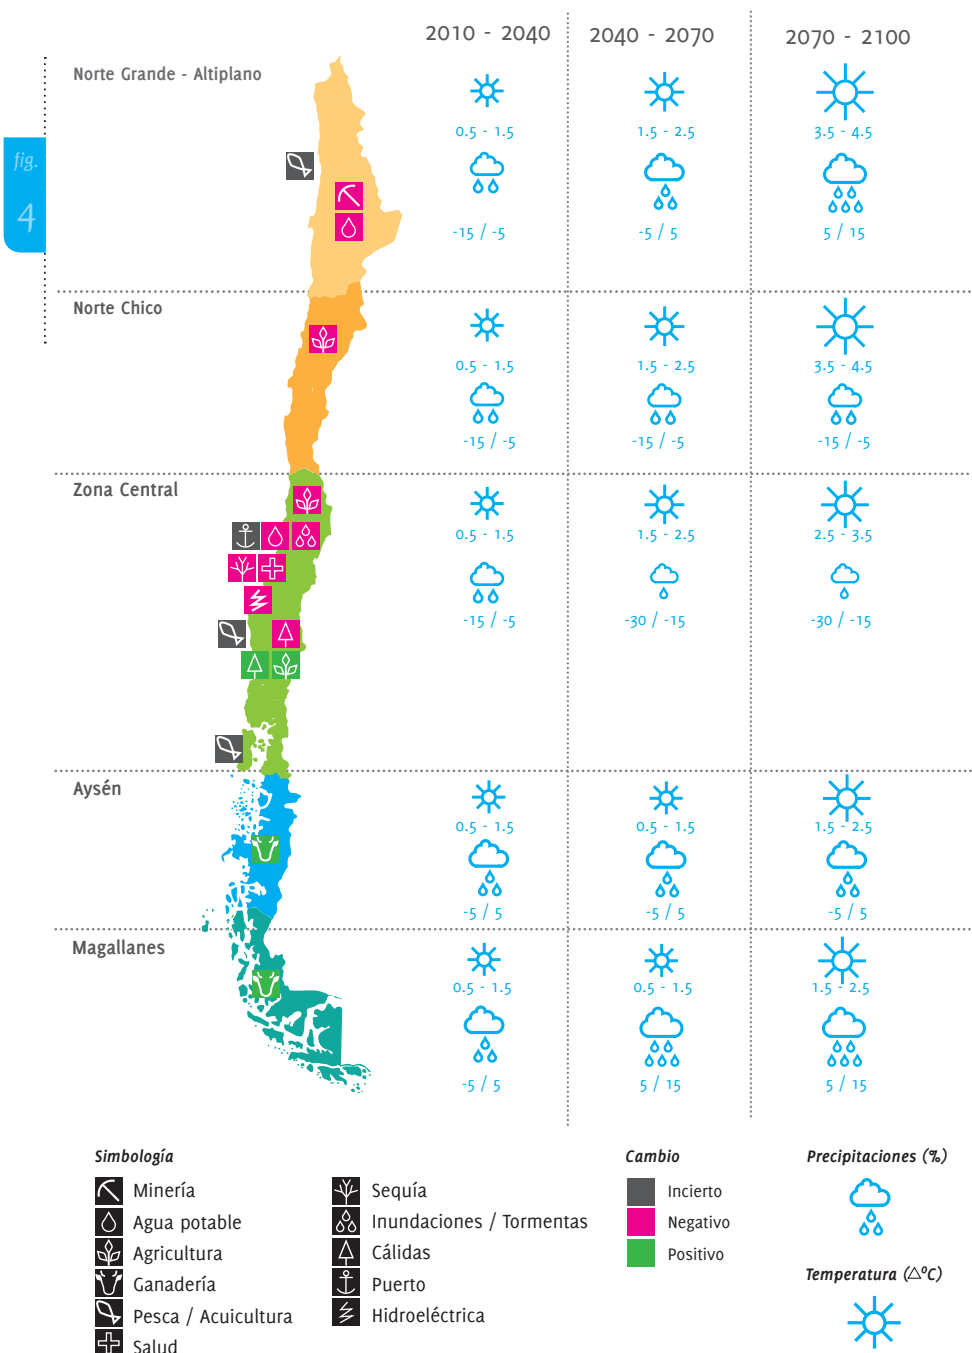 2010 - 2040
2040 - 2070
2070 - 2100
fig.
4
Norte Grande - Altiplano
0.5 - 1.5
1.5 - 2.5
3.5 - 4.5
-15 / -5
-5 / 5
5 / 15
Norte Chico
0.5 - 1.5
1.5 - 2.5
3.5 - 4.5
-15 / -5
-15 / -5
-15 / -5
Zona Central
0.5 - 1.5
1.5 - 2.5
2.5 - 3.5
-15 / -5
-30 / -15
-30 / -15
Aysén
0.5 - 1.5
0.5 - 1.5
1.5 - 2.5
-5 / 5
-5 / 5
-5 / 5
Magallanes
0.5 - 1.5
0.5 - 1.5
1.5 - 2.5
-5 / 5
5 / 15
5 / 15
Simbología
Minería
Agua potable
Agricultura
Ganadería
Pesca / Acuicultura
Salud
Sequía
Inundaciones / Tormentas
Cálidas
Puerto
Hidroeléctrica
Cambio
Incierto
Negativo
Positivo
Precipitaciones (%)
Temperatura (△ºC)